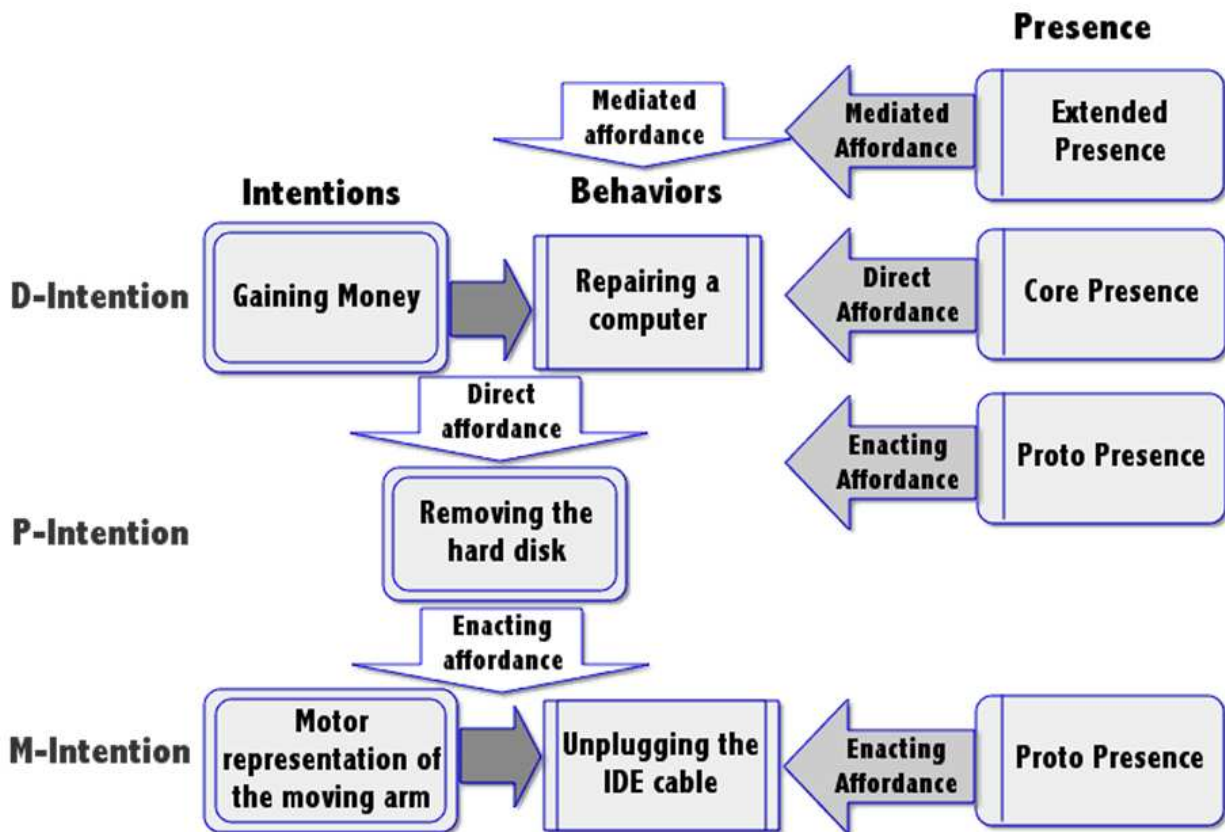 Presence
Mediated
affordance
Mediated
Affordance
Extended
Presence
Intentions
Behaviors
D-Intention
Gaining Money
Repairing a
computer
Direct
Affordance
Core Presence
Direct
affordance
Enacting
Affordance
Proto Presence
P-Intention
Removing the
hard disk
Enacting
affordance
M-Intention
Motor
representation of
the moving arm
Unplugging the
IDE cable
Enacting
Affordance
Proto Presence